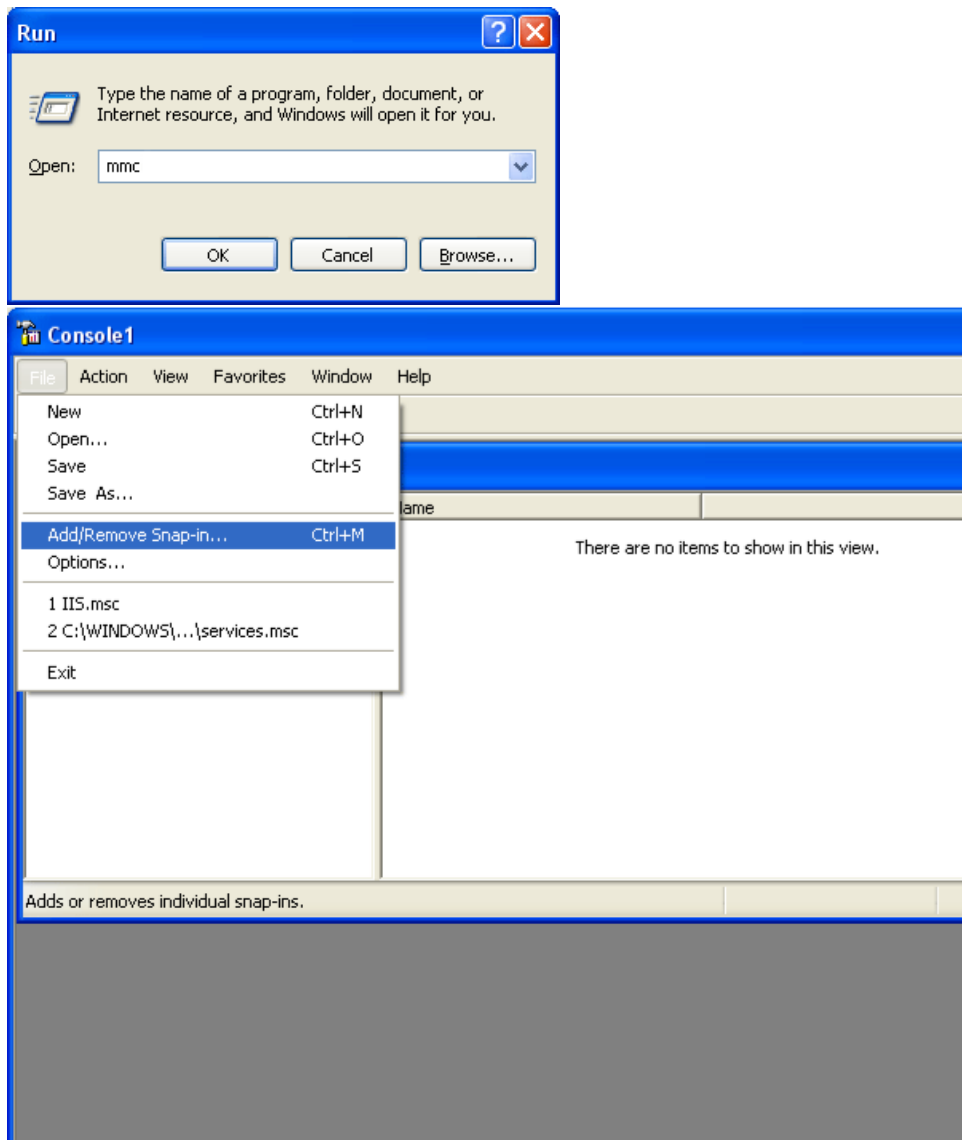 Run
Type the name of a program, folder, document, or
Internet resource, and Windows will open it for you.
Open: mmc
OK Cancel Browse...
Console1
File Action View Favorites Window Help
New Ctrl+N
Open... Ctrl+O
Save Ctrl+S
Save As...
Add/Remove Snap-in... Ctrl+M
Options...
1 IIS.msc
2 C:\WINDOWS\...\services.msc
Exit
Name
There are no items to show in this view.
Adds or removes individual snap-ins.